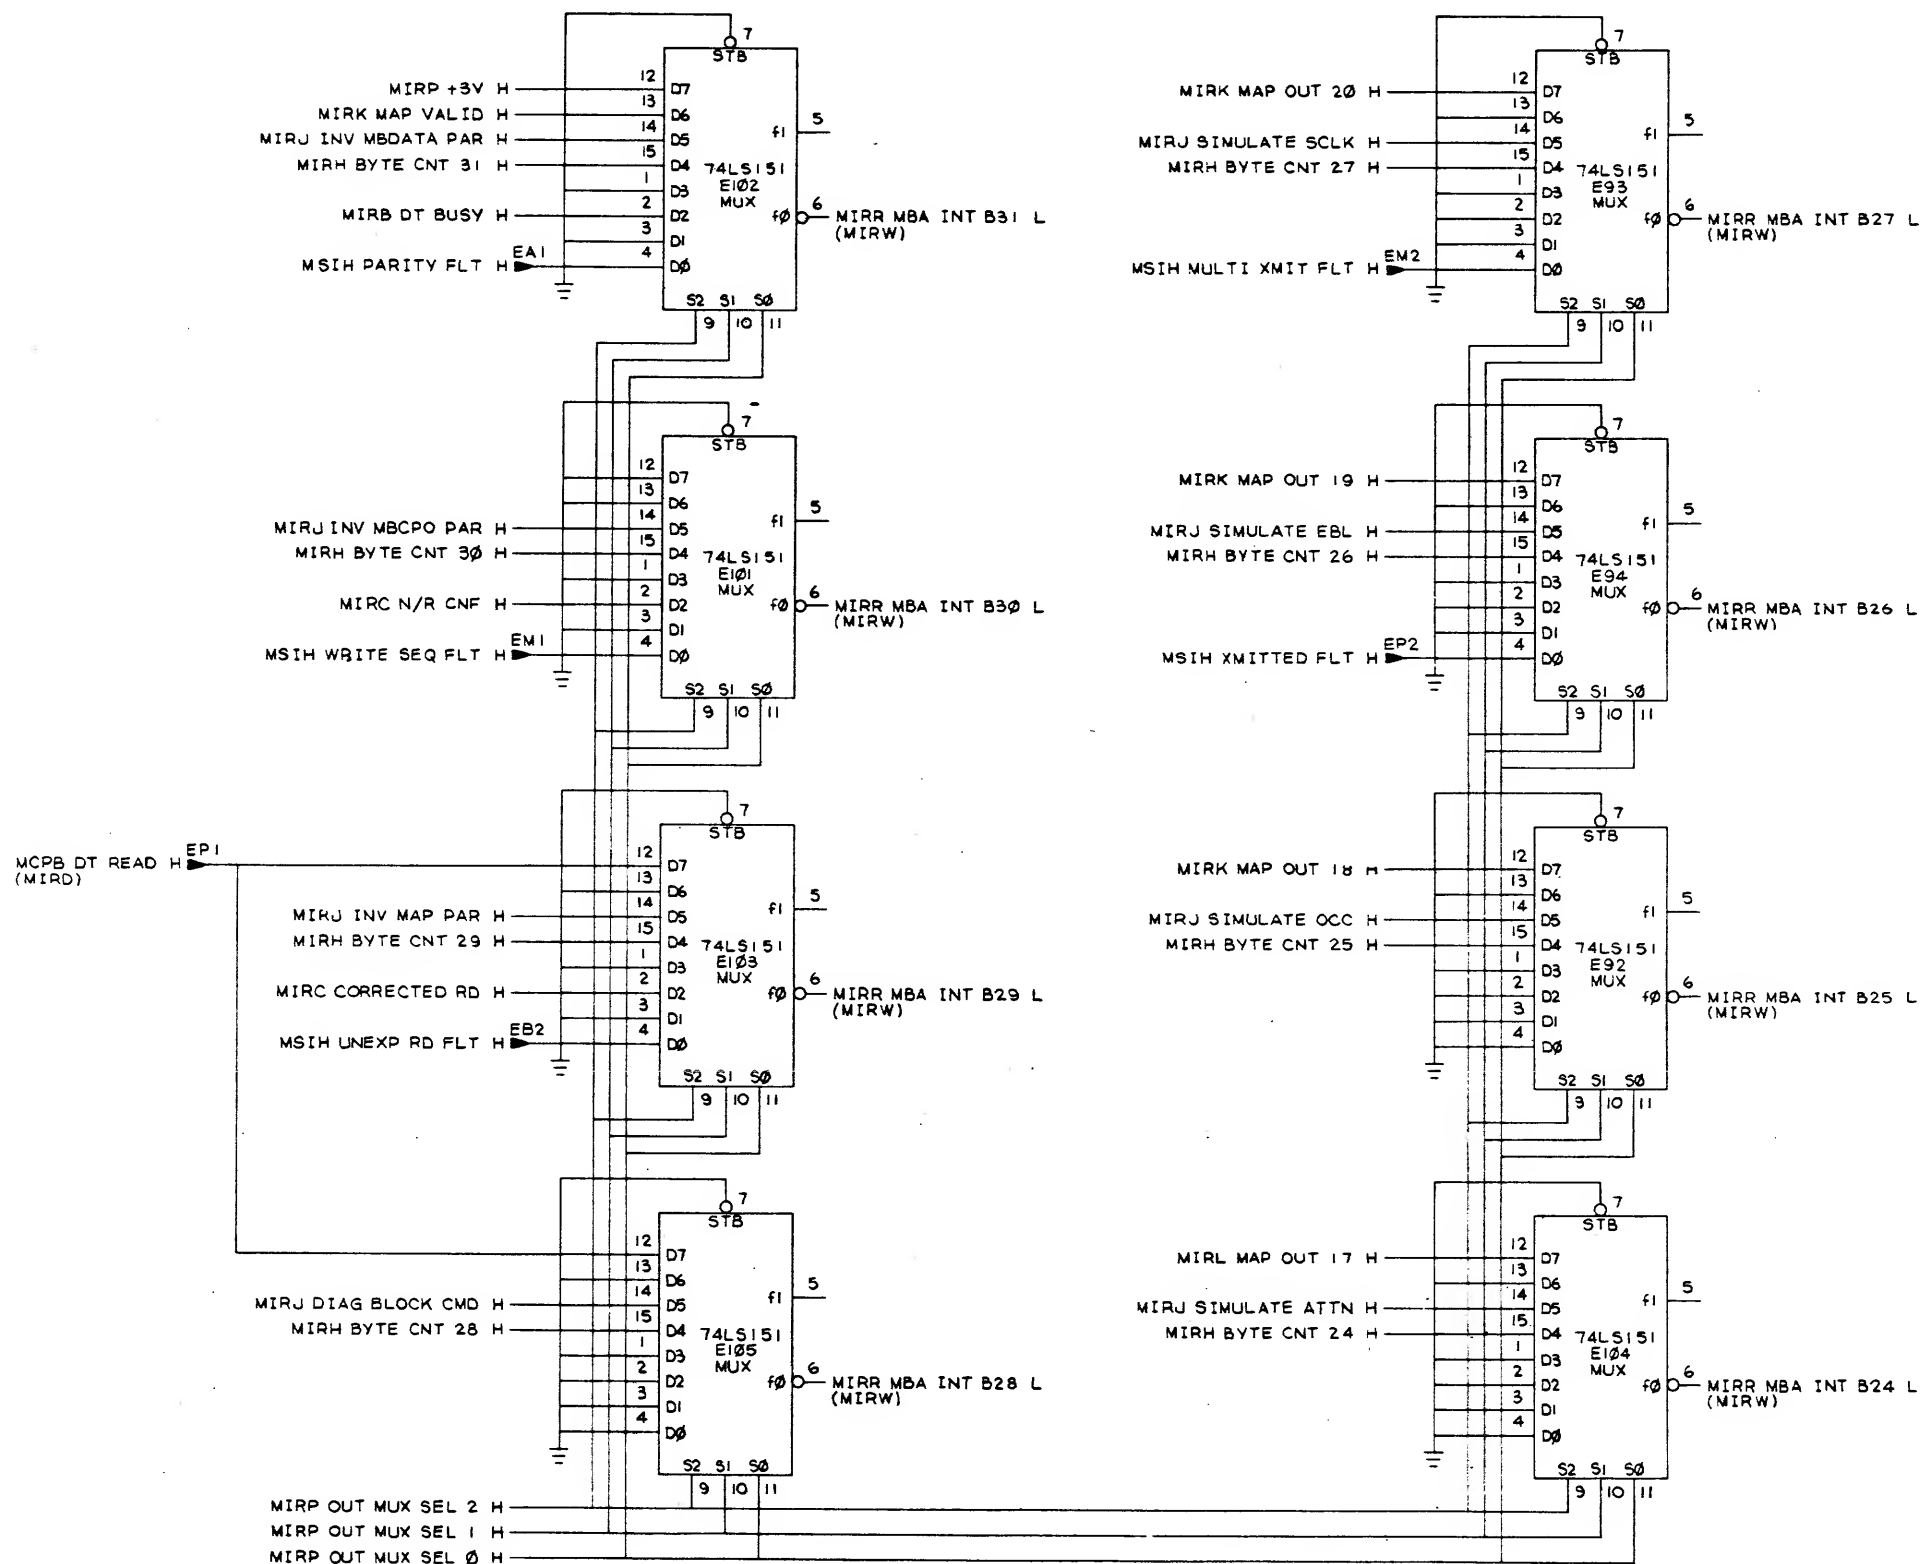 7
STB
MIRP +3V H 12 D7
MIRK MAP VALID H 13 D6
MIRJ INV MBDATA PAR H 14 D5
MIRH BYTE CNT 31 H 15 D4
1 D3
MIRB DT BUSY H 2 D2
3 D1
MSIH PARITY FLT H EA1 4 DØ
f1 5
74LS151
E1Ø2
MUX
fØ 6 MIRR MBA INT B31 L
(MIRW)
S2 S1 SØ
9 10 11
7
STB
12 D7
13 D6
MIRJ INV MBCPO PAR H 14 D5
MIRH BYTE CNT 3Ø H 15 D4
1 D3
MIRC N/R CNF H 2 D2
3 D1
MSIH WRITE SEQ FLT H EM1 4 DØ
f1 5
74LS151
E1Ø1
MUX
fØ 6 MIRR MBA INT B3Ø L
(MIRW)
S2 S1 SØ
9 10 11
7
STB
MCPB DT READ H EP1
(MIRD)
12 D7
13 D6
MIRJ INV MAP PAR H 14 D5
MIRH BYTE CNT 29 H 15 D4
1 D3
MIRC CORRECTED RD H 2 D2
3 D1
MSIH UNEXP RD FLT H EB2 4 DØ
f1 5
74LS151
E1Ø3
MUX
fØ 6 MIRR MBA INT B29 L
(MIRW)
S2 S1 SØ
9 10 11
7
STB
12 D7
13 D6
MIRJ DIAG BLOCK CMD H 14 D5
MIRH BYTE CNT 28 H 15 D4
1 D3
2 D2
3 D1
4 DØ
f1 5
74LS151
E1Ø5
MUX
fØ 6 MIRR MBA INT B28 L
(MIRW)
S2 S1 SØ
9 10 11
MIRP OUT MUX SEL 2 H
MIRP OUT MUX SEL 1 H
MIRP OUT MUX SEL Ø H
7
STB
MIRK MAP OUT 2Ø H 12 D7
13 D6
MIRJ SIMULATE SCLK H 14 D5
MIRH BYTE CNT 27 H 15 D4
1 D3
2 D2
3 D1
MSIH MULTI XMIT FLT H EM2 4 DØ
f1 5
74LS151
E93
MUX
fØ 6 MIRR MBA INT B27 L
(MIRW)
S2 S1 SØ
9 10 11
7
STB
MIRK MAP OUT 19 H 12 D7
13 D6
MIRJ SIMULATE EBL H 14 D5
MIRH BYTE CNT 26 H 15 D4
1 D3
2 D2
3 D1
MSIH XMITTED FLT H EP2 4 DØ
f1 5
74LS151
E94
MUX
fØ 6 MIRR MBA INT B26 L
(MIRW)
S2 S1 SØ
9 10 11
7
STB
MIRK MAP OUT 18 H 12 D7
13 D6
MIRJ SIMULATE OCC H 14 D5
MIRH BYTE CNT 25 H 15 D4
1 D3
2 D2
3 D1
4 DØ
f1 5
74LS151
E92
MUX
fØ 6 MIRR MBA INT B25 L
(MIRW)
S2 S1 SØ
9 10 11
7
STB
MIRL MAP OUT 17 H 12 D7
13 D6
MIRJ SIMULATE ATTN H 14 D5
MIRH BYTE CNT 24 H 15 D4
1 D3
2 D2
3 D1
4 DØ
f1 5
74LS151
E1Ø4
MUX
fØ 6 MIRR MBA INT B24 L
(MIRW)
S2 S1 SØ
9 10 11